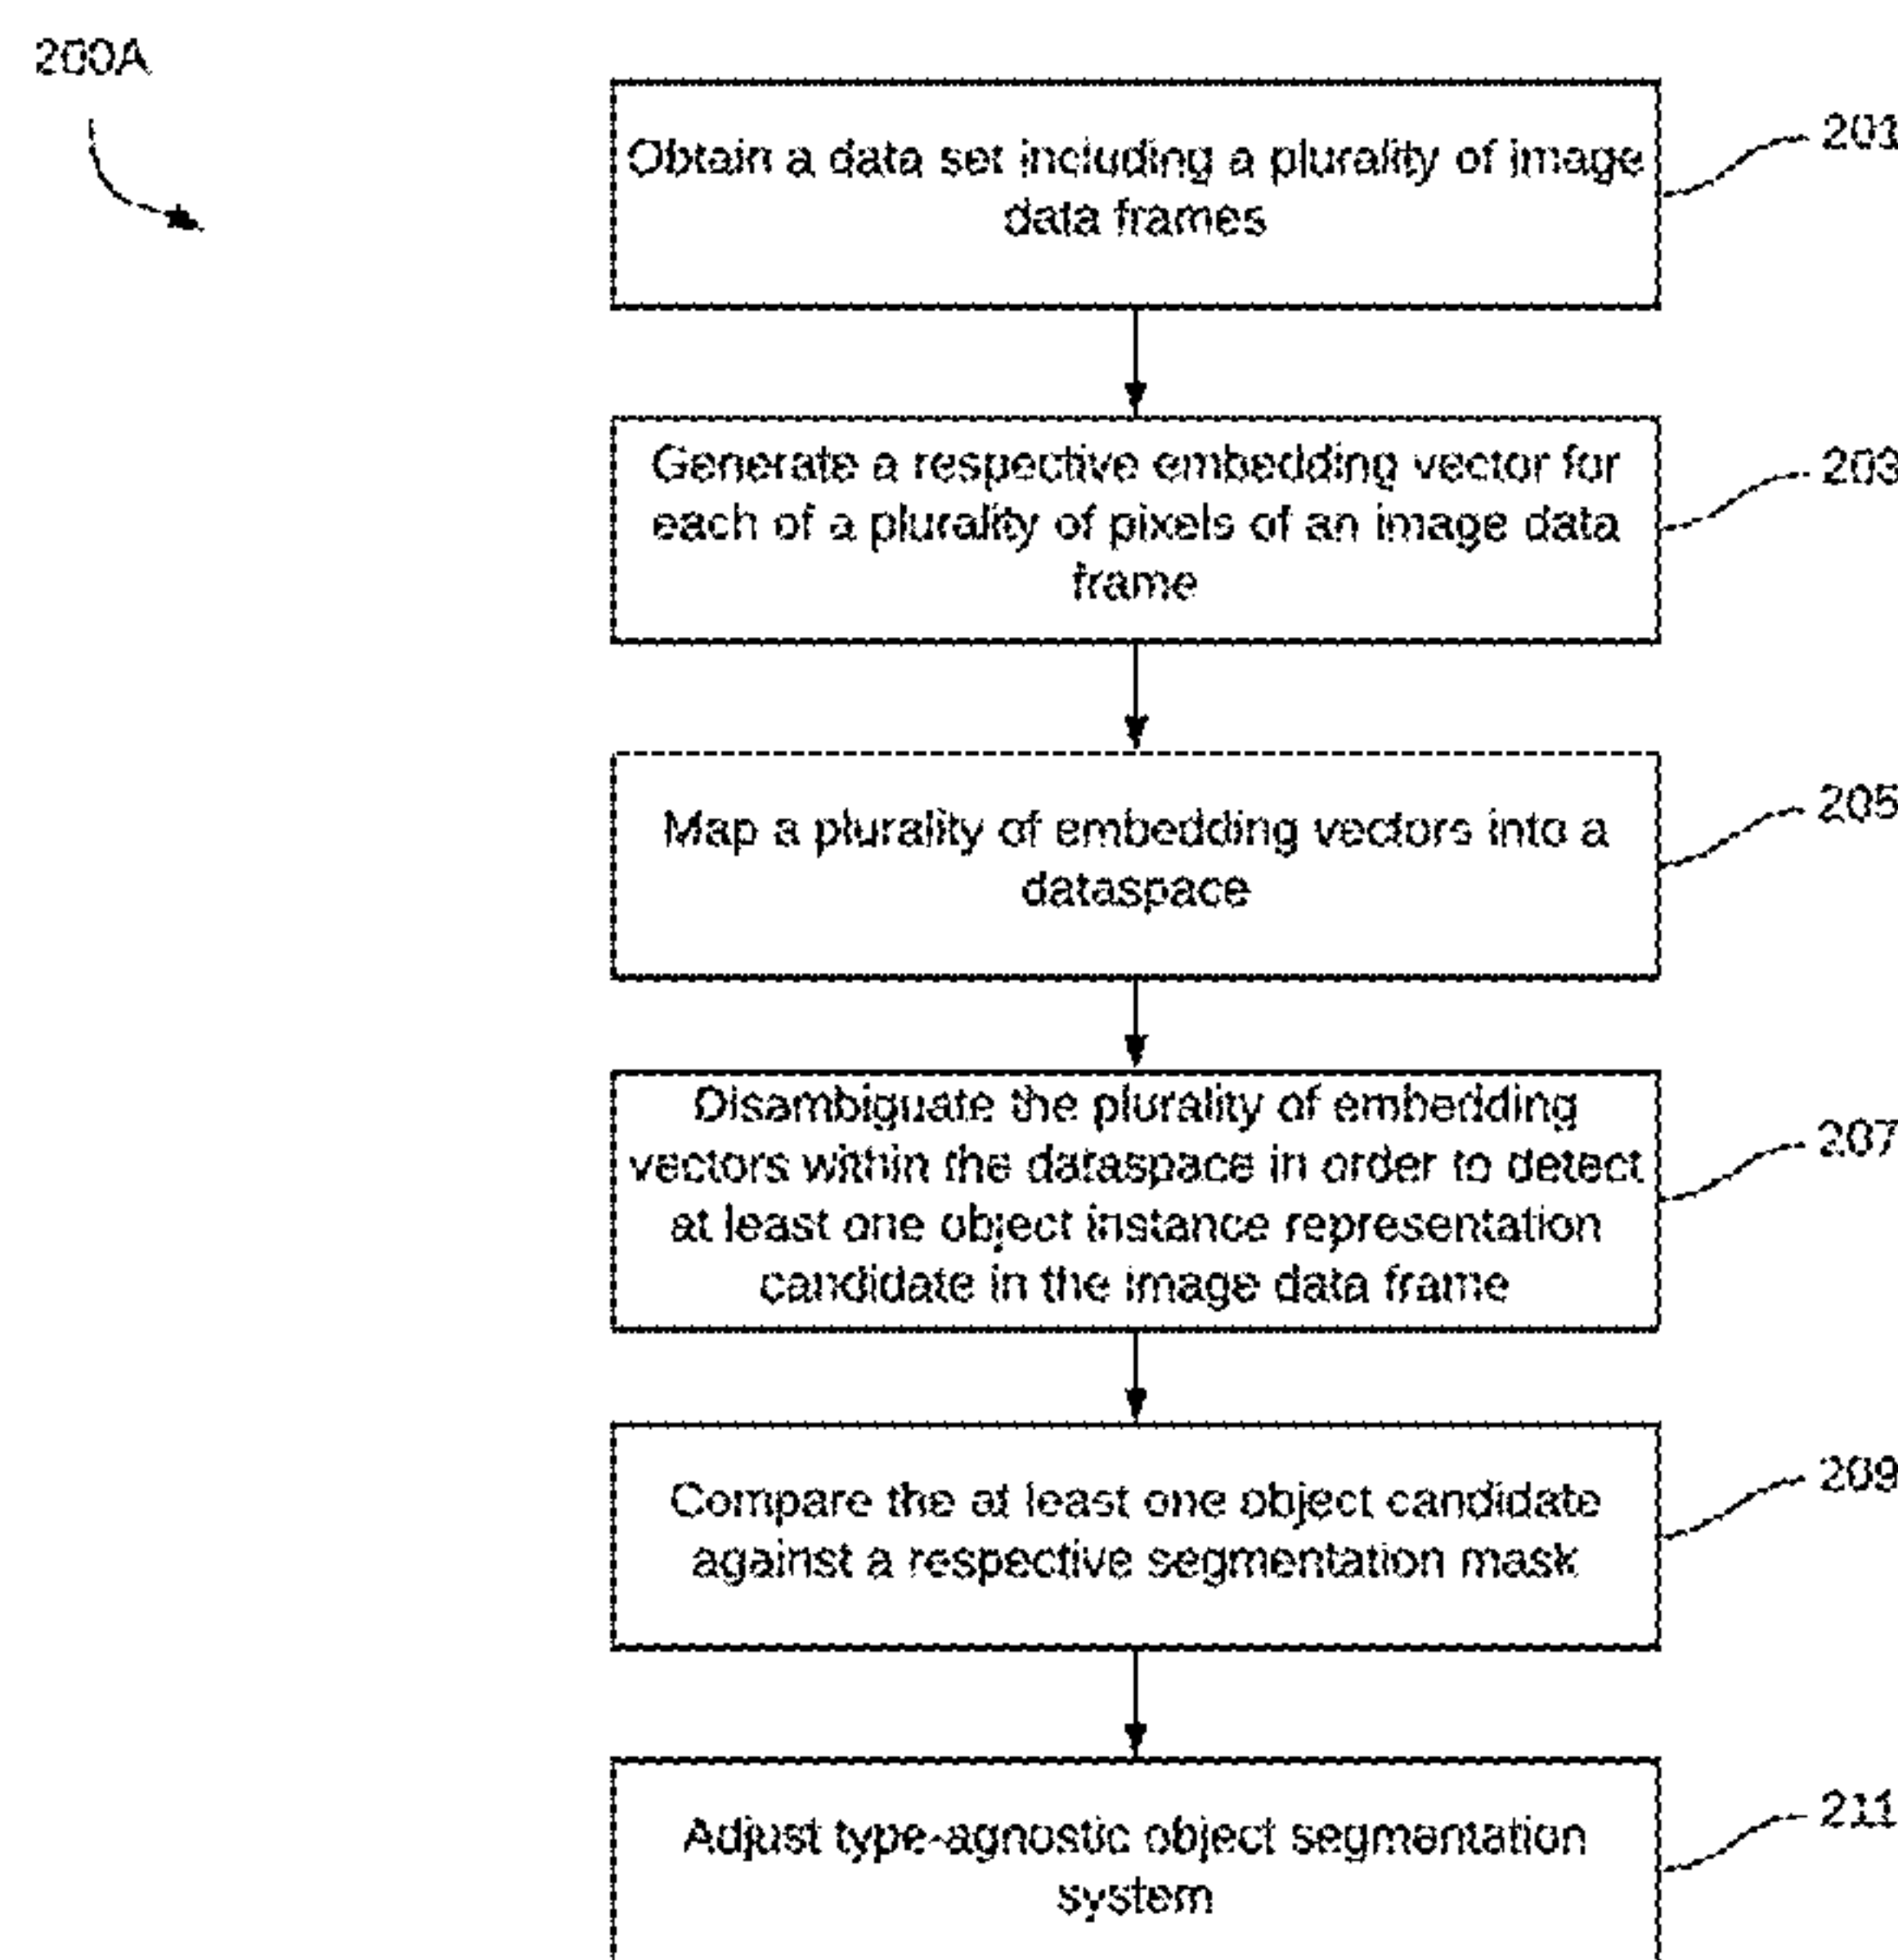 200A
Obtain a data set including a plurality of image
data frames
201
Generate a respective embedding vector for
each of a plurality of pixels of an image data
frame
203
Map a plurality of embedding vectors into a
dataspace
205
Disambiguate the plurality of embedding
vectors within the dataspace in order to detect
at least one object instance representation
candidate in the image data frame
207
Compare the at least one object candidate
against a respective segmentation mask
209
Adjust type-agnostic object segmentation
system
211